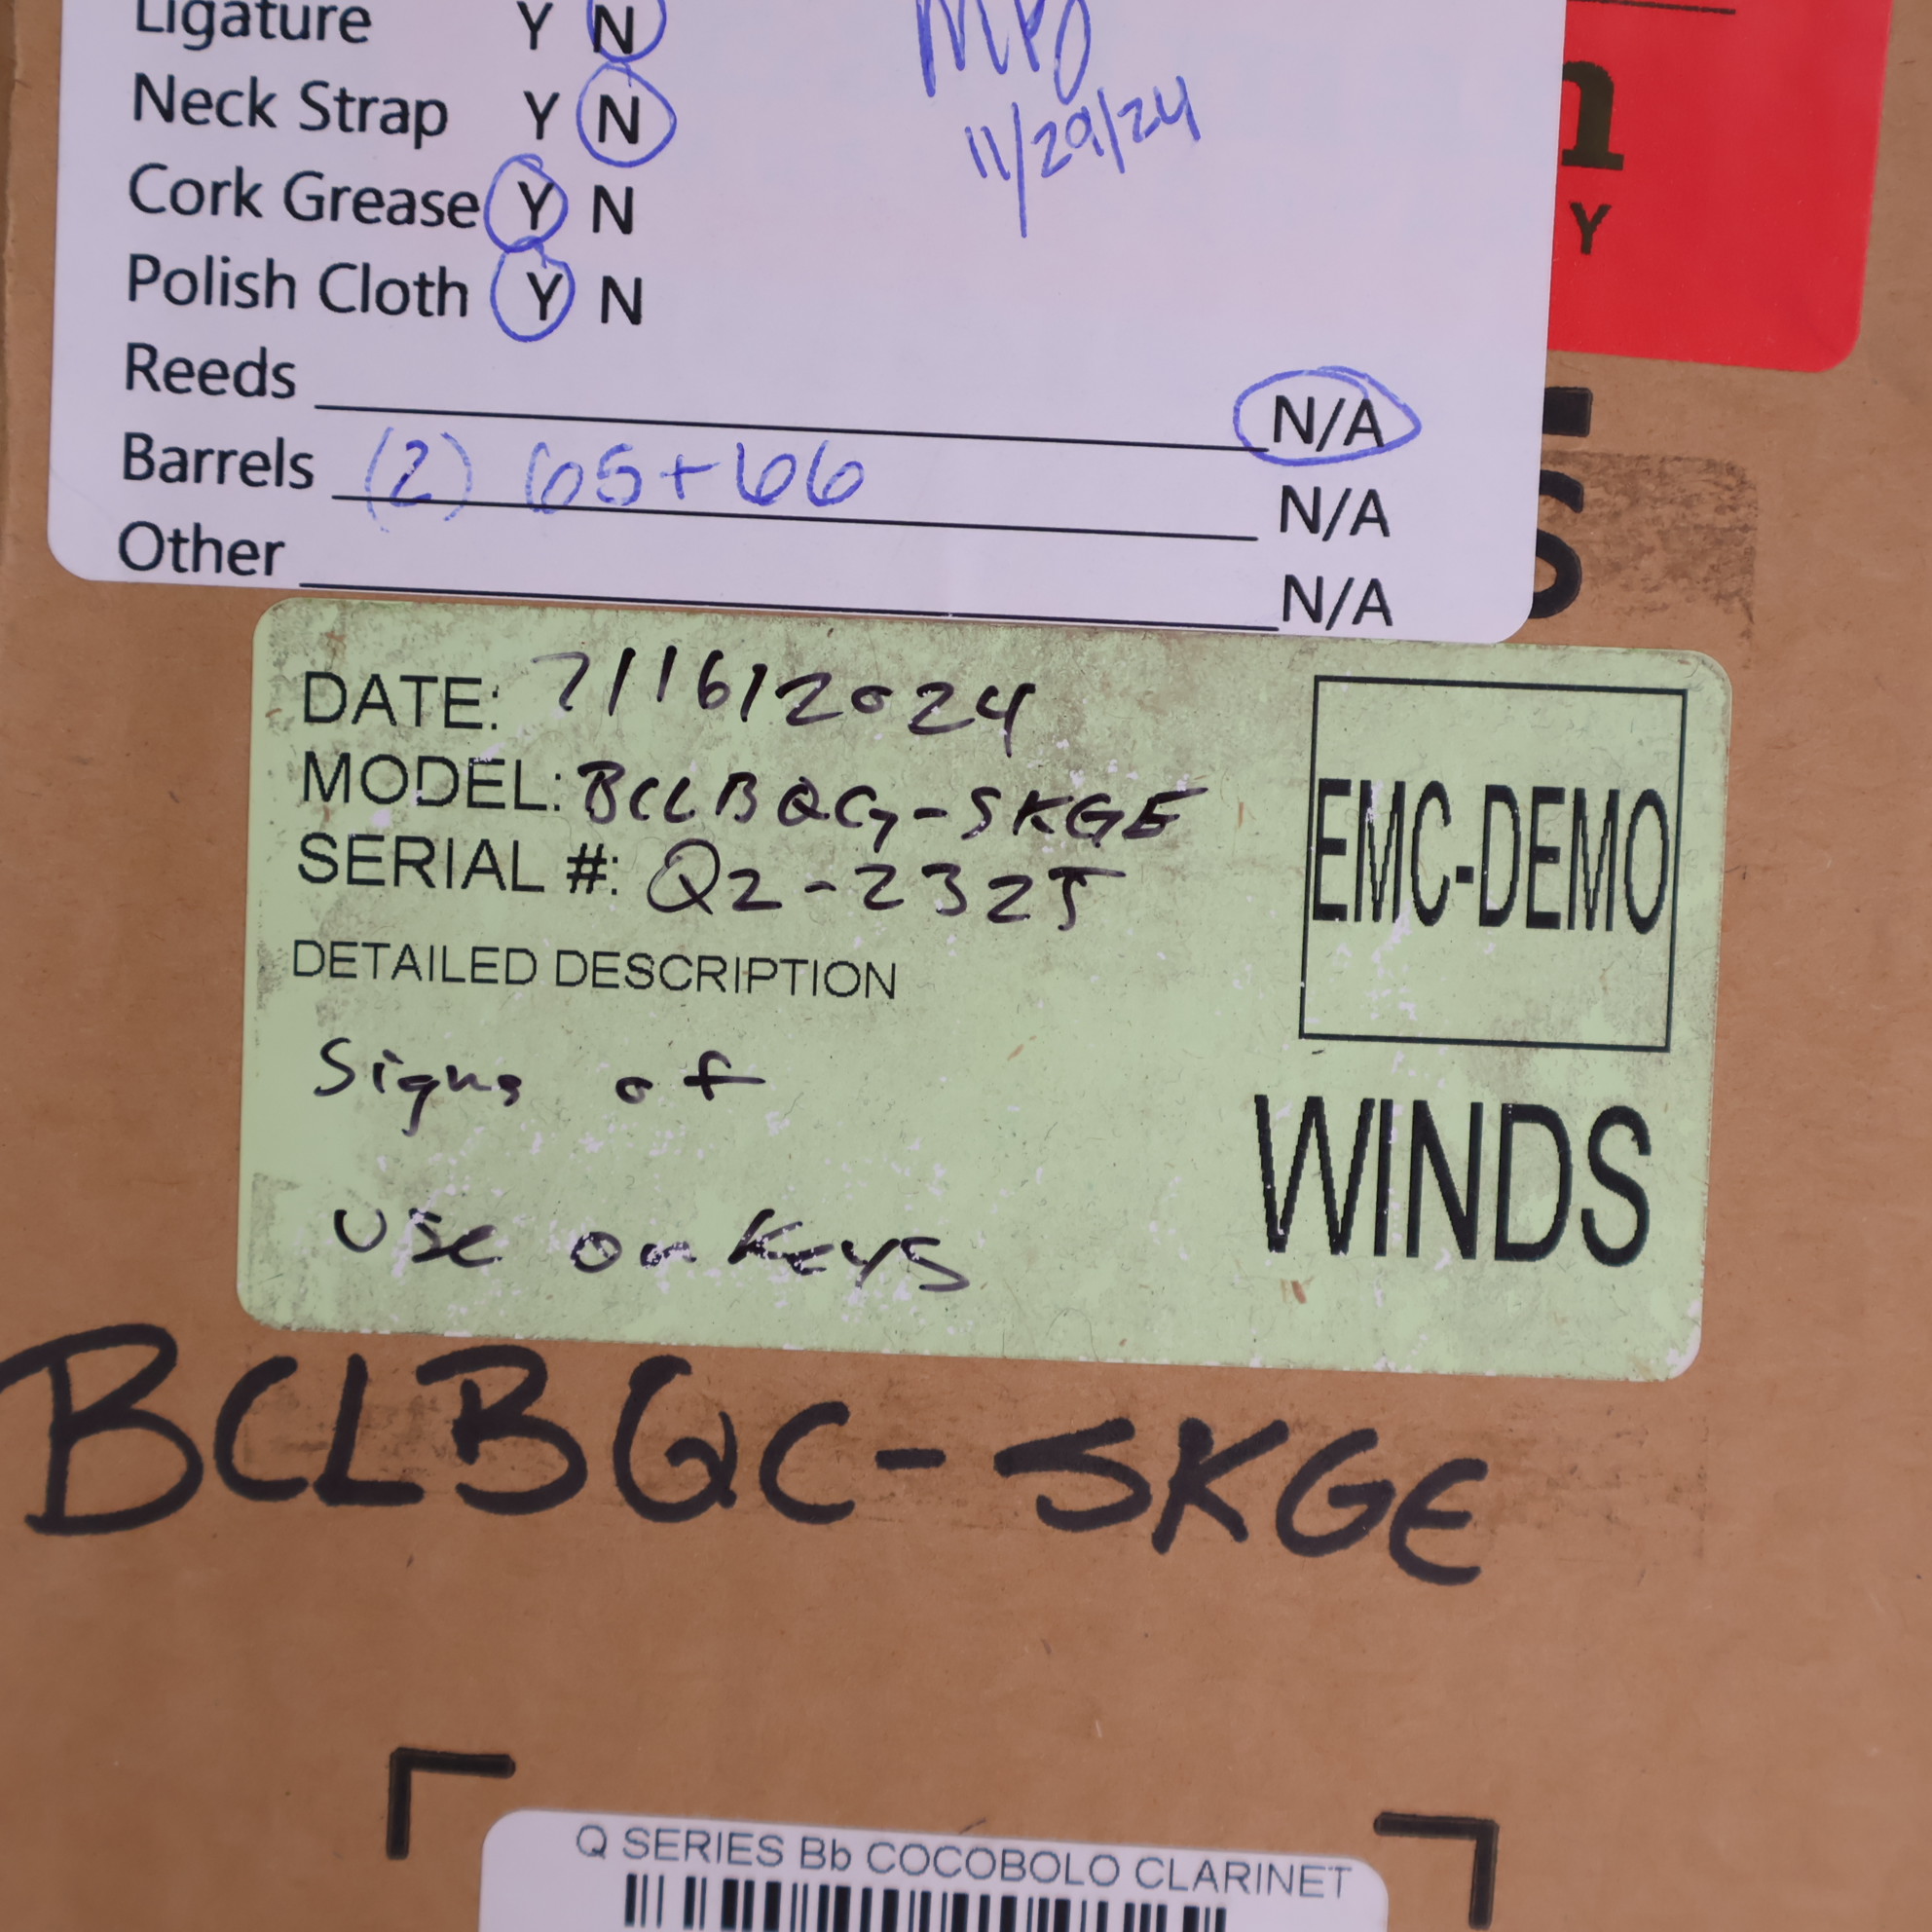 Ligature Y N
MPO
11/29/24
Neck Strap Y N
Cork Grease Y N
Polish Cloth Y N
Reeds N/A
Barrels (2) 65+66 N/A
Other N/A
n
Y
S
DATE: 7/16/2024
MODEL: BCLBQC-SKGE
SERIAL #: Q2-2325
DETAILED DESCRIPTION
Signs of
use on keys
EMC-DEMO
WINDS
BCLBQC-SKGE
Q SERIES Bb COCOBOLO CLARINET